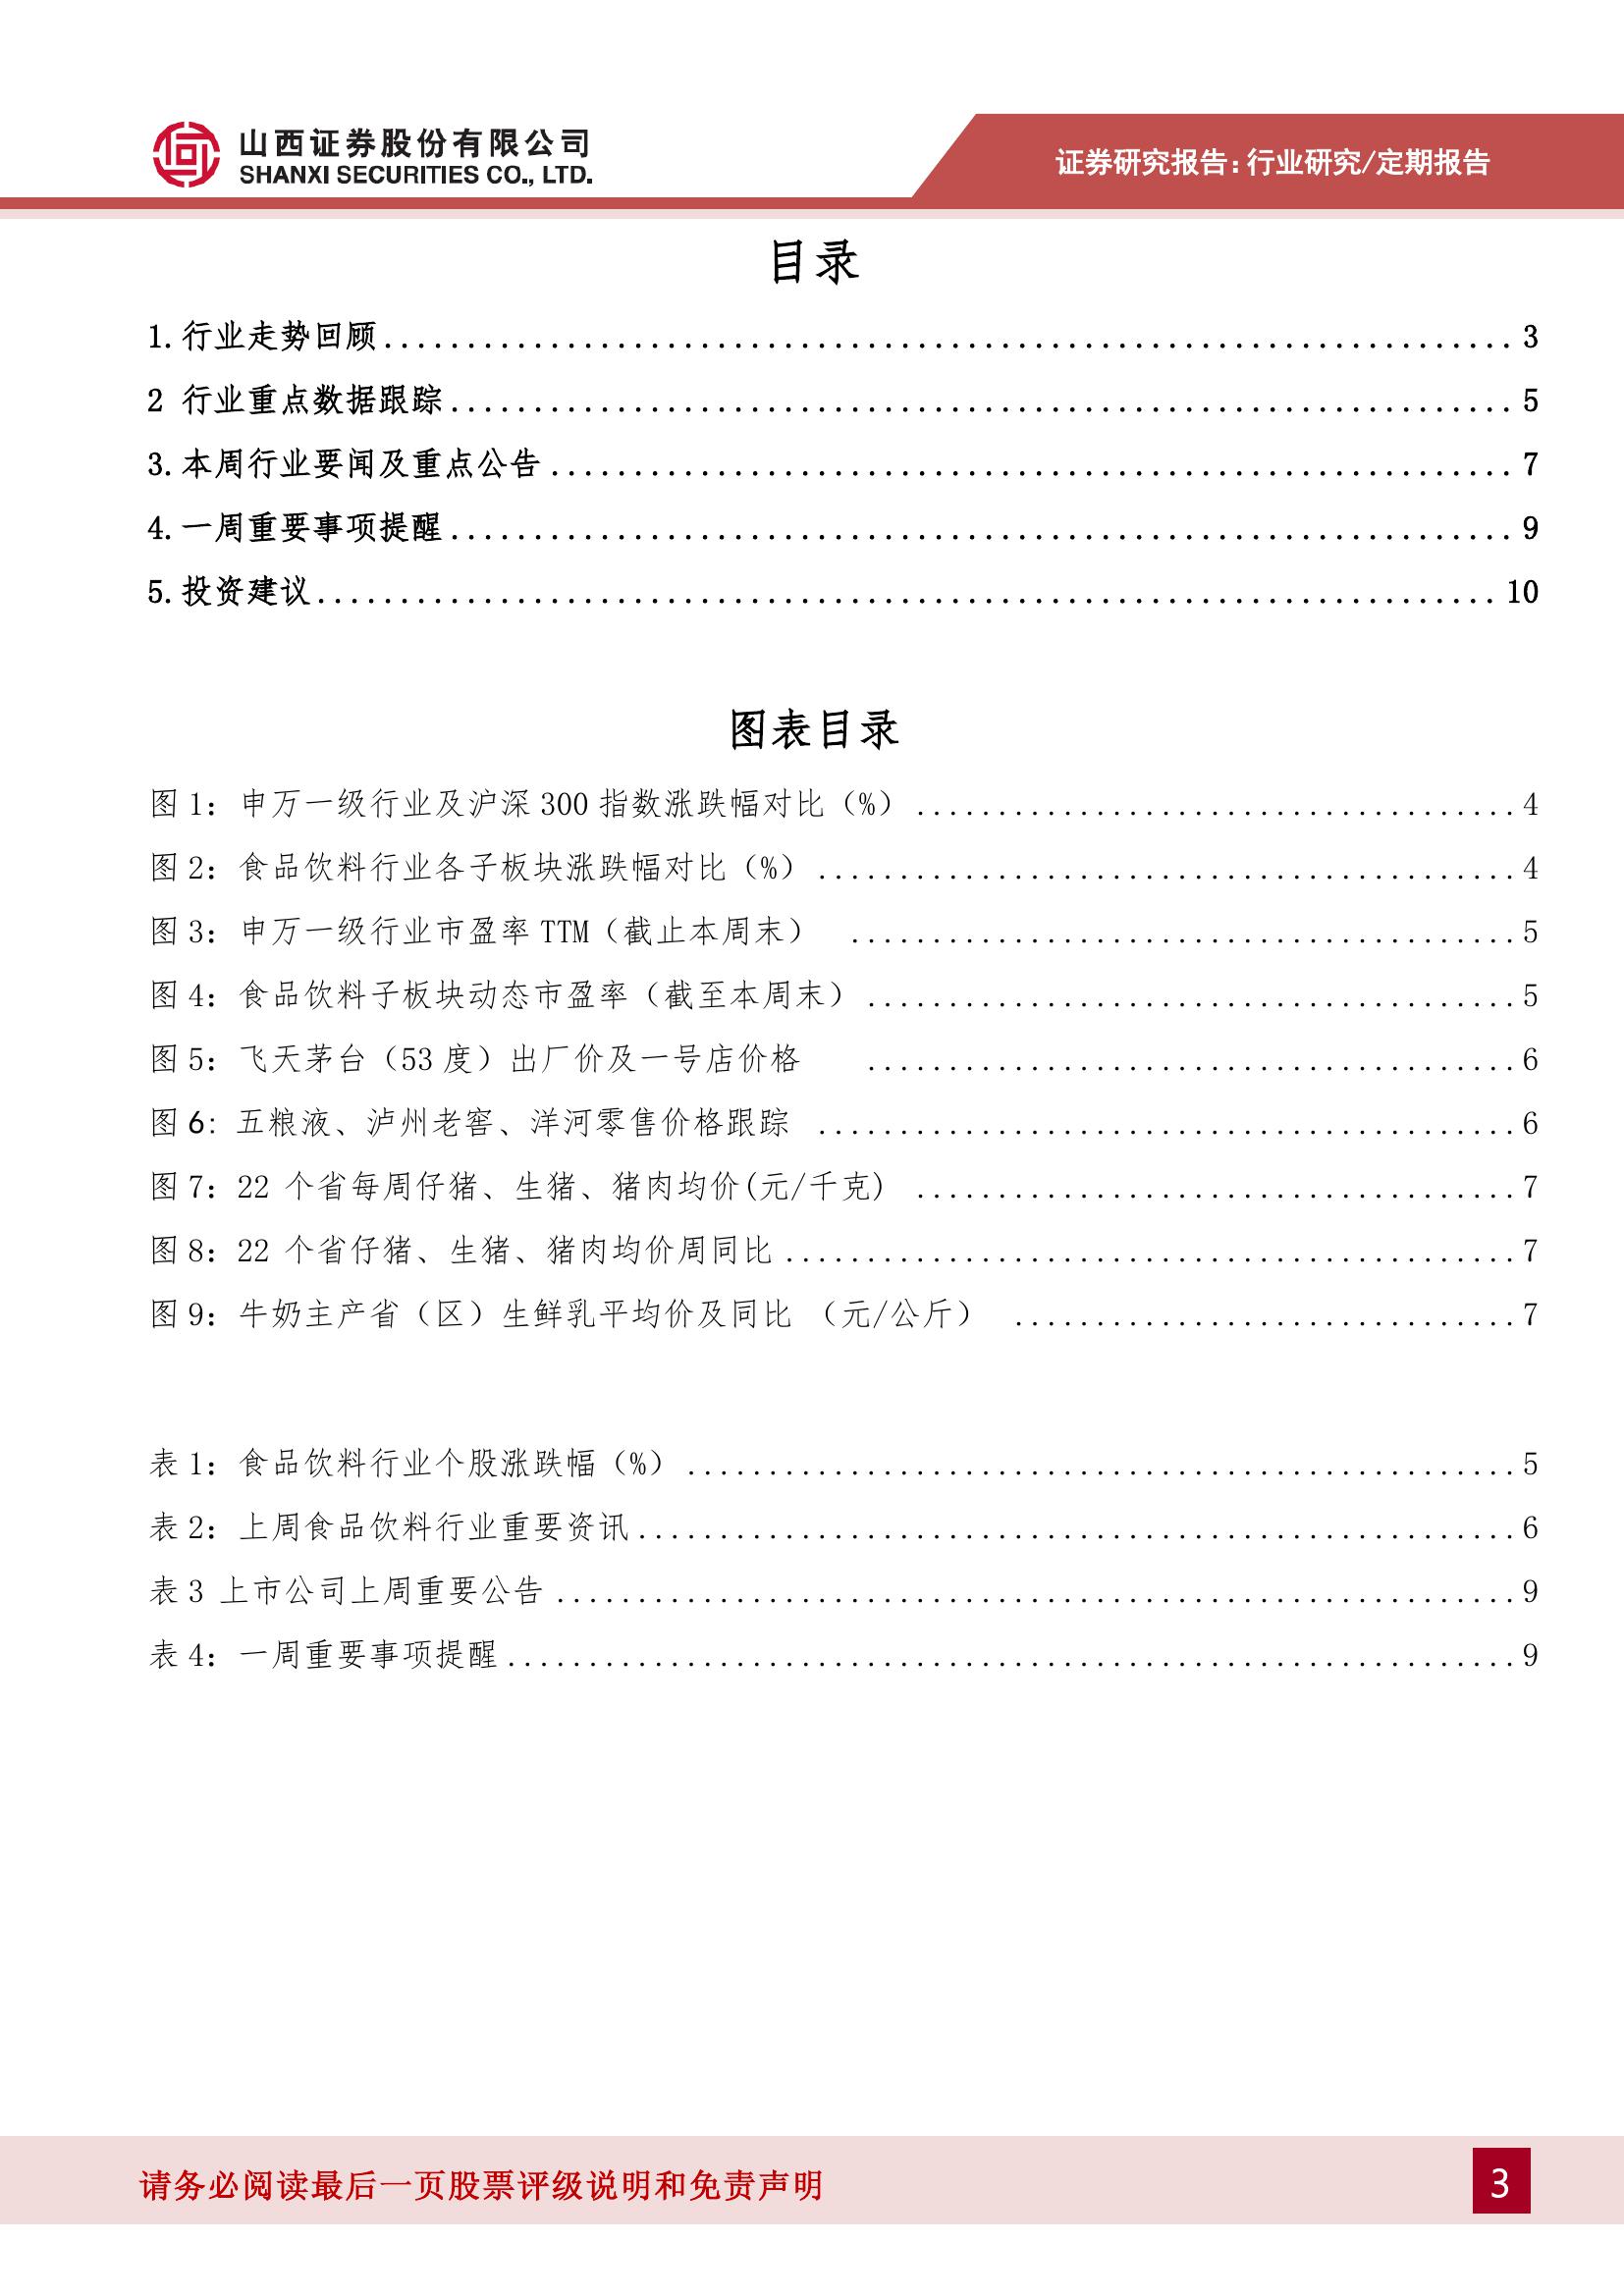 山西证券股份有限公司
SHANXI SECURITIES CO., LTD.
证券研究报告:行业研究/定期报告
目录
1.行业走势回顾......................................................................3
2 行业重点数据跟踪..................................................................5
3.本周行业要闻及重点公告............................................................7
4.一周重要事项提醒..................................................................9
5.投资建议........................................................................10
图表目录
图 1：申万一级行业及沪深 300 指数涨跌幅对比（%）.....................................4
图 2：食品饮料行业各子板块涨跌幅对比（%）...........................................4
图 3：申万一级行业市盈率 TTM（截止本周末） .........................................5
图 4：食品饮料子板块动态市盈率（截至本周末）........................................5
图 5：飞天茅台（53 度）出厂价及一号店价格 ........................................6
图 6: 五粮液、泸州老窖、洋河零售价格跟踪 ...........................................6
图 7：22 个省每周仔猪、生猪、猪肉均价(元/千克) .....................................7
图 8：22 个省仔猪、生猪、猪肉均价周同比.............................................7
图 9：牛奶主产省（区）生鲜乳平均价及同比 （元/公斤） ...............................7
表 1：食品饮料行业个股涨跌幅（%）...................................................5
表 2：上周食品饮料行业重要资讯......................................................6
表 3 上市公司上周重要公告...........................................................9
表 4：一周重要事项提醒..............................................................9
请务必阅读最后一页股票评级说明和免责声明
3